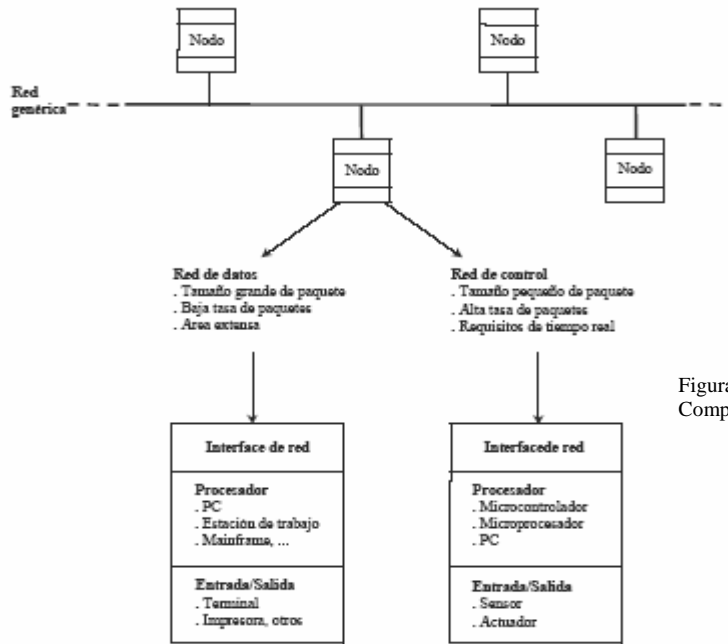 Nodo
Nodo
Red
genérica
Nodo
Nodo
Red de datos
. Tamaño grande de paquete
. Baja tasa de paquetes
. Area extensa
Red de control
. Tamaño pequeño de paquete
. Alta tasa de paquetes
. Requisitos de tiempo real
Figura
Comp
Interface de red
Procesador
. PC
. Estación de trabajo
. Mainframe, ...
Entrada/Salida
. Terminal
. Impresora, otros
Interfacede red
Procesador
. Microcontrolador
. Microprocesador
. PC
Entrada/Salida
. Sensor
. Actuador